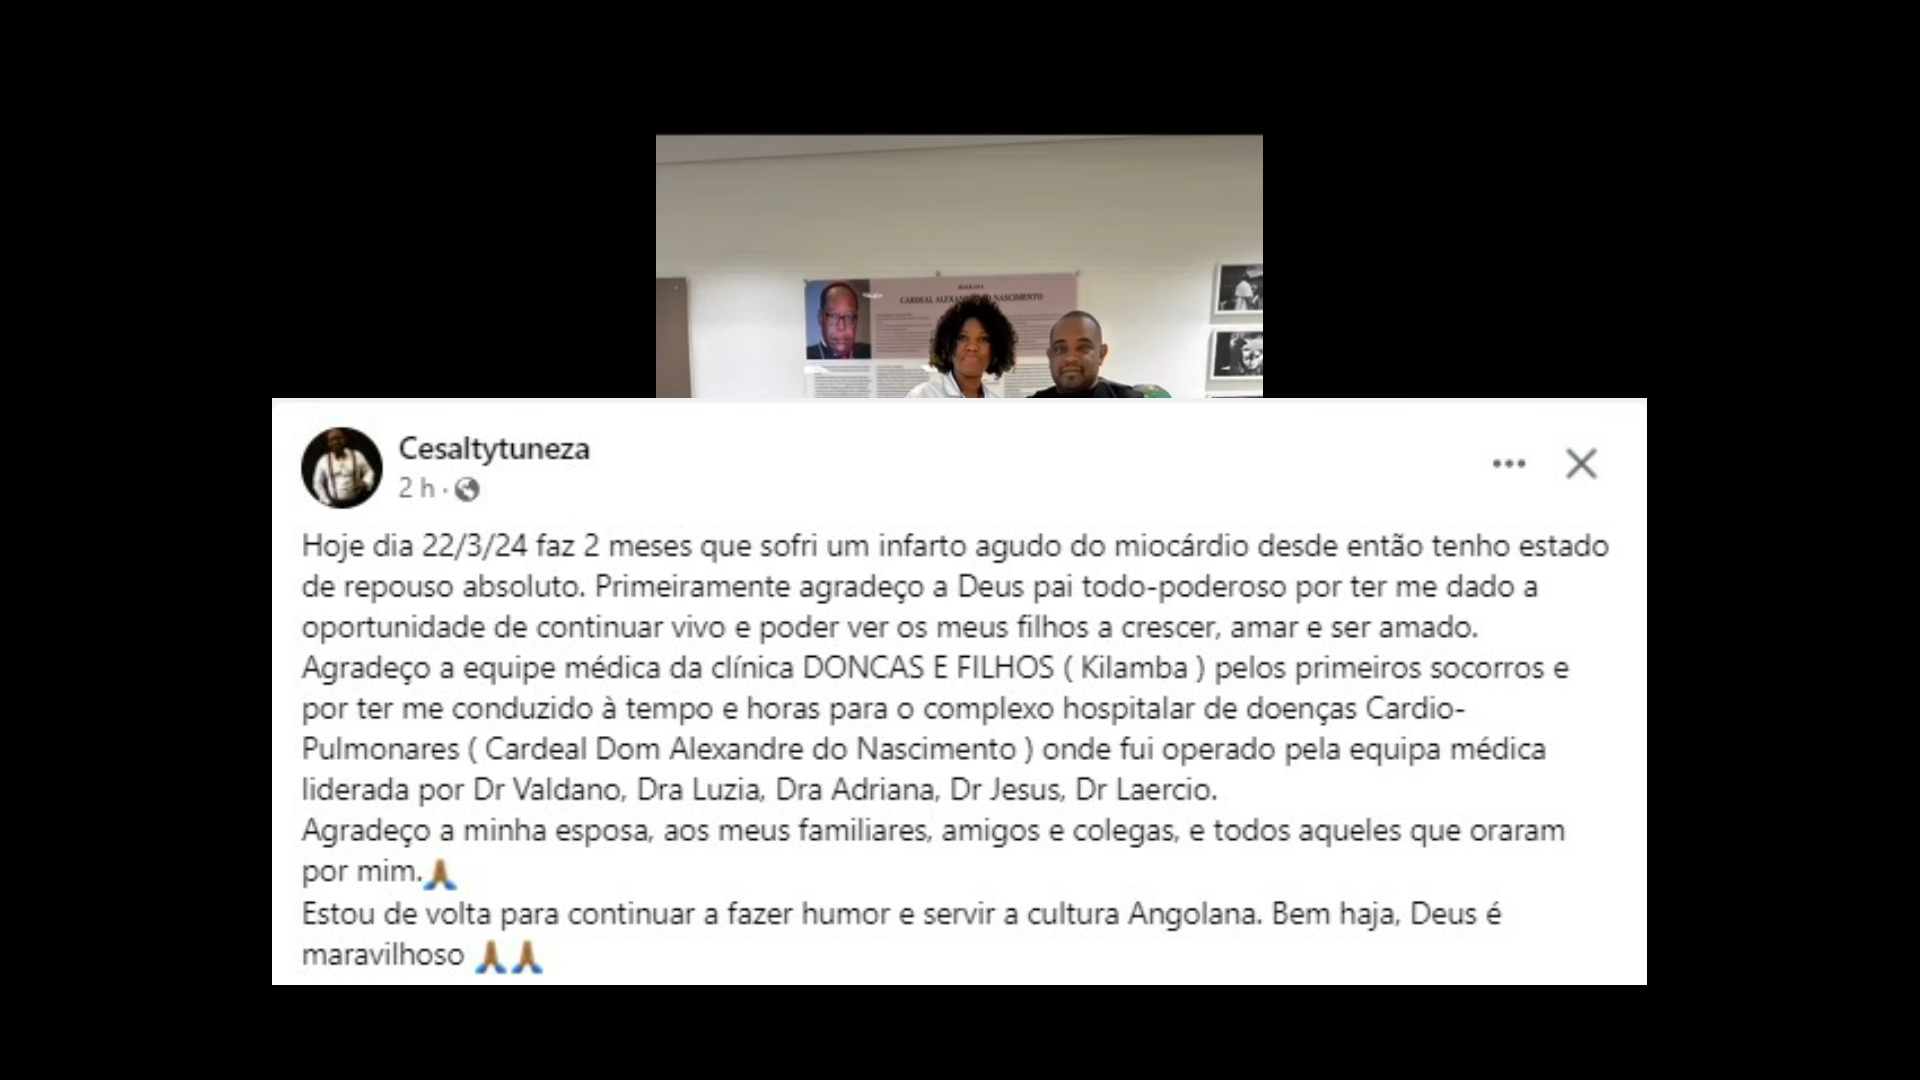 BIOGRAFIA
CARDEAL ALEXANDRE DO NASCIMENTO
Cesaltytuneza
2 h ·
Hoje dia 22/3/24 faz 2 meses que sofri um infarto agudo do miocárdio desde então tenho estado
de repouso absoluto. Primeiramente agradeço a Deus pai todo-poderoso por ter me dado a
oportunidade de continuar vivo e poder ver os meus filhos a crescer, amar e ser amado.
Agradeço a equipe médica da clínica DONCAS E FILHOS ( Kilamba ) pelos primeiros socorros e
por ter me conduzido à tempo e horas para o complexo hospitalar de doenças Cardio-
Pulmonares ( Cardeal Dom Alexandre do Nascimento ) onde fui operado pela equipa médica
liderada por Dr Valdano, Dra Luzia, Dra Adriana, Dr Jesus, Dr Laercio.
Agradeço a minha esposa, aos meus familiares, amigos e colegas, e todos aqueles que oraram
por mim.🙏🏾
Estou de volta para continuar a fazer humor e servir a cultura Angolana. Bem haja, Deus é
maravilhoso 🙏🏾🙏🏾